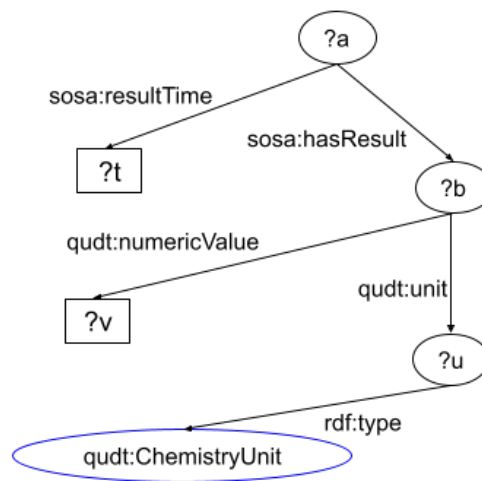 ?a
sosa:resultTime
sosa:hasResult
?t
?b
qudt:numericValue
qudt:unit
?v
?u
rdf:type
qudt:ChemistryUnit